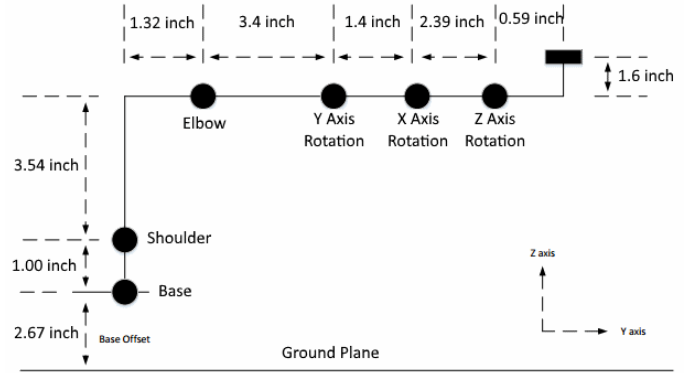 1.32 inch 3.4 inch 1.4 inch 2.39 inch 0.59 inch
1.6 inch
Elbow Y Axis X Axis Z Axis
Rotation Rotation Rotation
3.54 inch
Shoulder
1.00 inch
Z axis
Base
2.67 inch Base Offset Y axis
Ground Plane